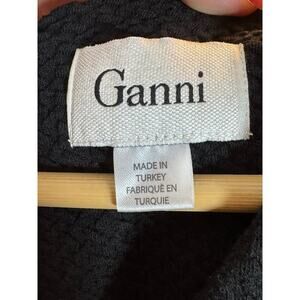 Ganni
MADE IN
TURKEY
FABRIQUÉ EN
TURQUIE